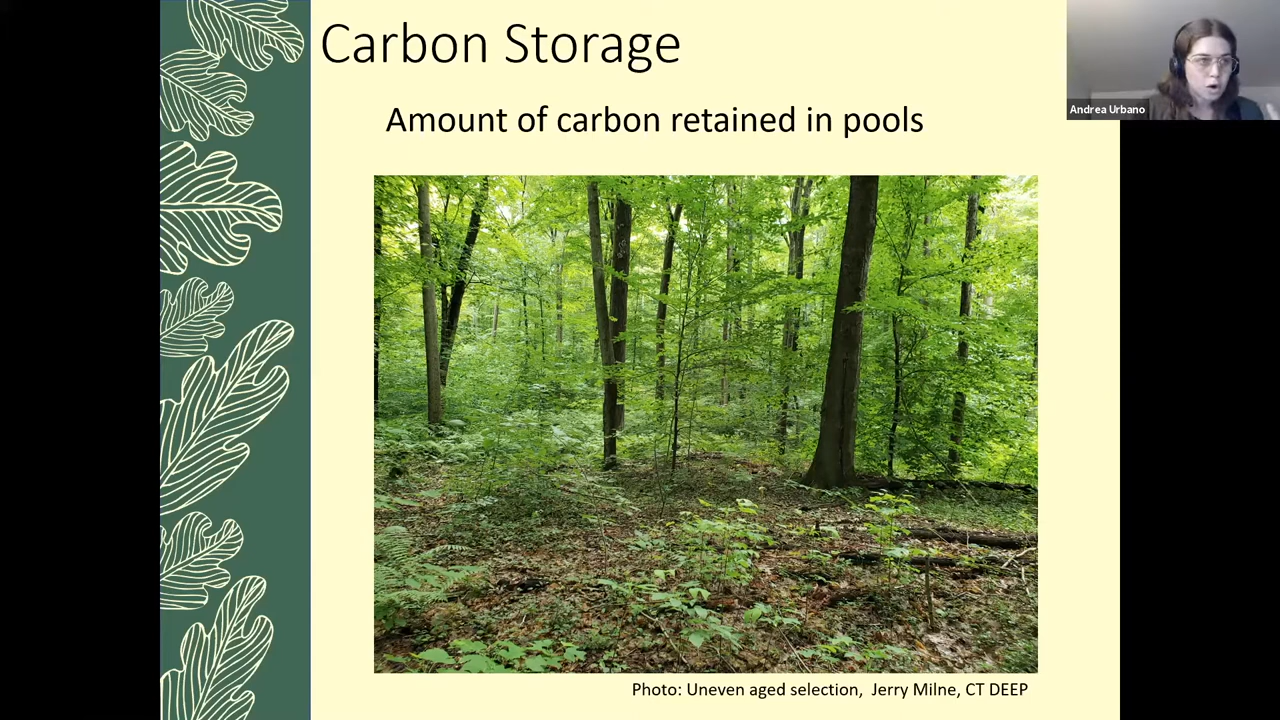 Carbon Storage
Andrea Urbano
Amount of carbon retained in pools
Photo: Uneven aged selection, Jerry Milne, CT DEEP